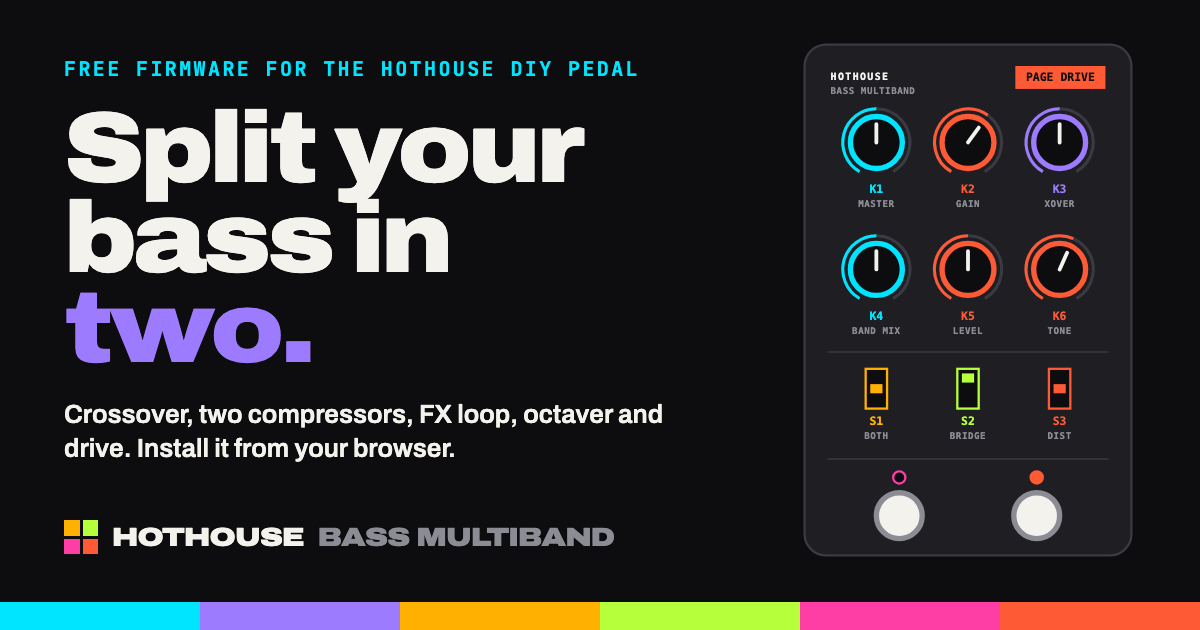 FREE FIRMWARE FOR THE HOTHOUSE DIY PEDAL
Split your
bass in
two.
Crossover, two compressors, FX loop, octaver and
drive. Install it from your browser.
HOTHOUSE BASS MULTIBAND
HOTHOUSE
BASS MULTIBAND
PAGE DRIVE
K1 K2 K3
MASTER GAIN XOVER
K4 K5 K6
BAND MIX LEVEL TONE
S1 S2 S3
BOTH BRIDGE DIST